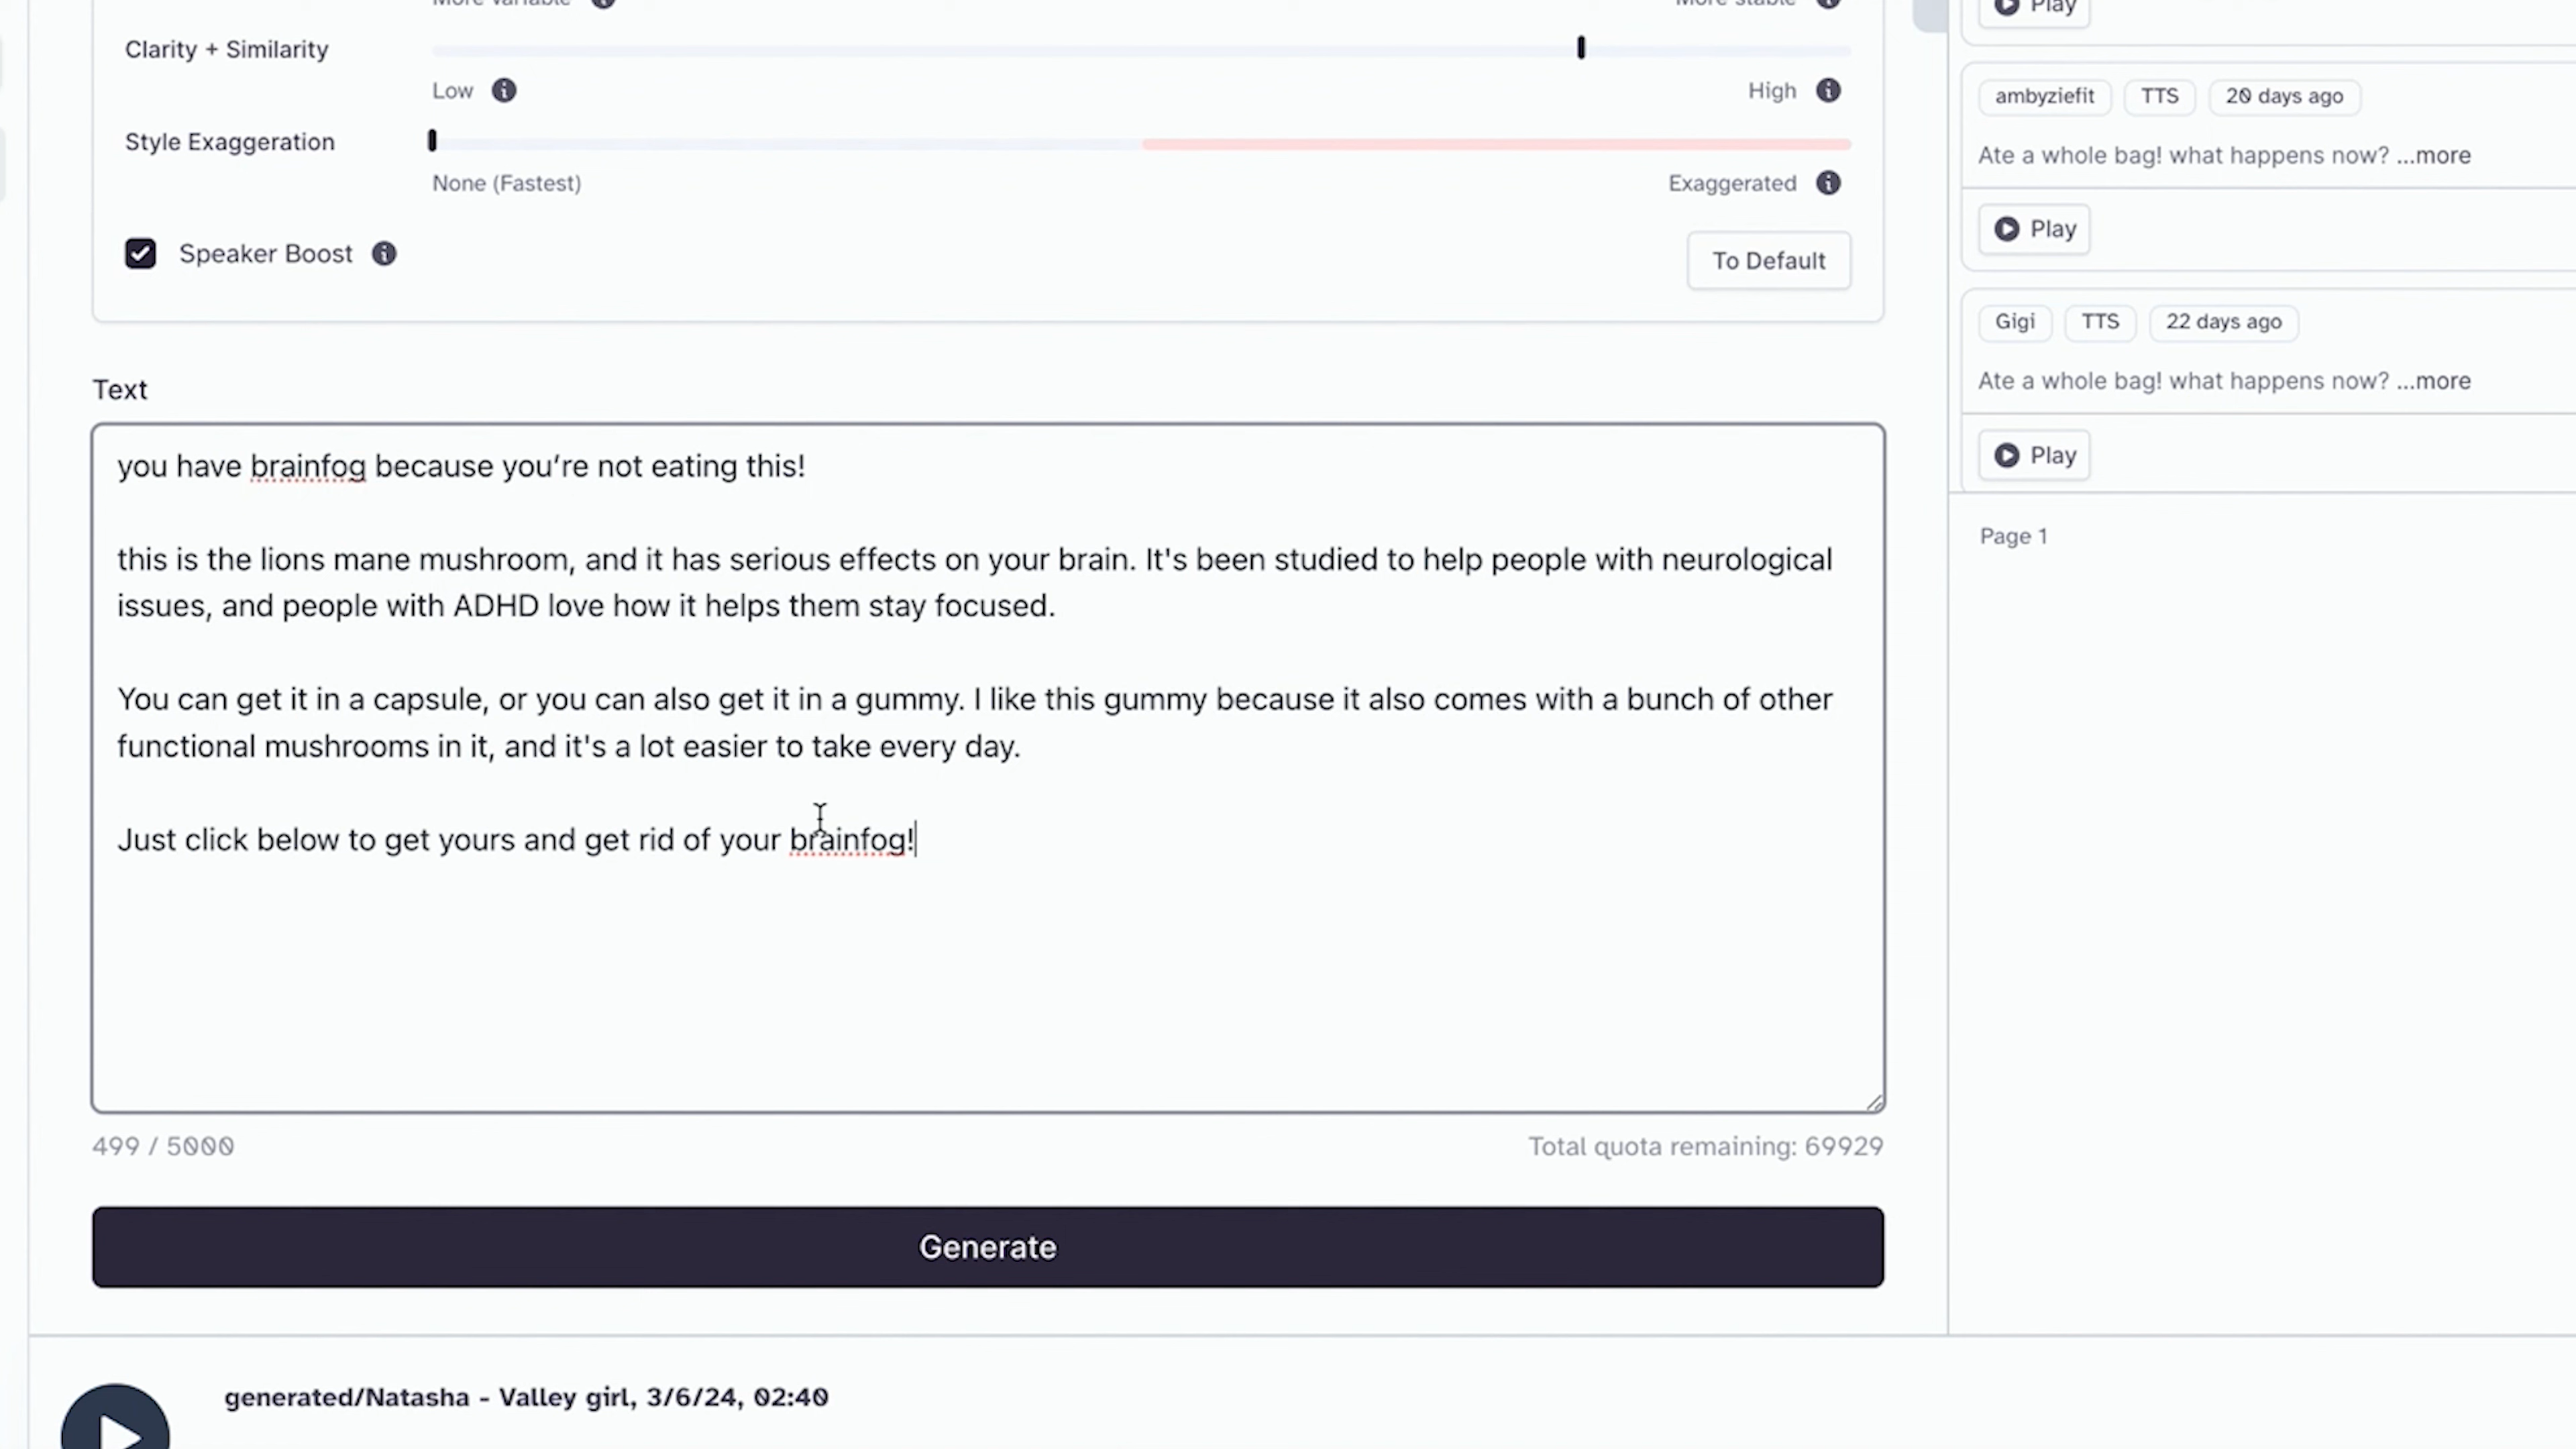 More variable
More stable
Clarity + Similarity
Low
High
Style Exaggeration
None (Fastest)
Exaggerated
Speaker Boost
To Default
Text
you have brainfog because you’re not eating this!
this is the lions mane mushroom, and it has serious effects on your brain. It's been studied to help people with neurological
issues, and people with ADHD love how it helps them stay focused.
You can get it in a capsule, or you can also get it in a gummy. I like this gummy because it also comes with a bunch of other
functional mushrooms in it, and it's a lot easier to take every day.
Just click below to get yours and get rid of your brainfog!
499 / 5000
Total quota remaining: 69929
Generate
generated/Natasha - Valley girl, 3/6/24, 02:40
Play
ambyziefit TTS 20 days ago
Ate a whole bag! what happens now? ...more
Play
Gigi TTS 22 days ago
Ate a whole bag! what happens now? ...more
Play
Page 1